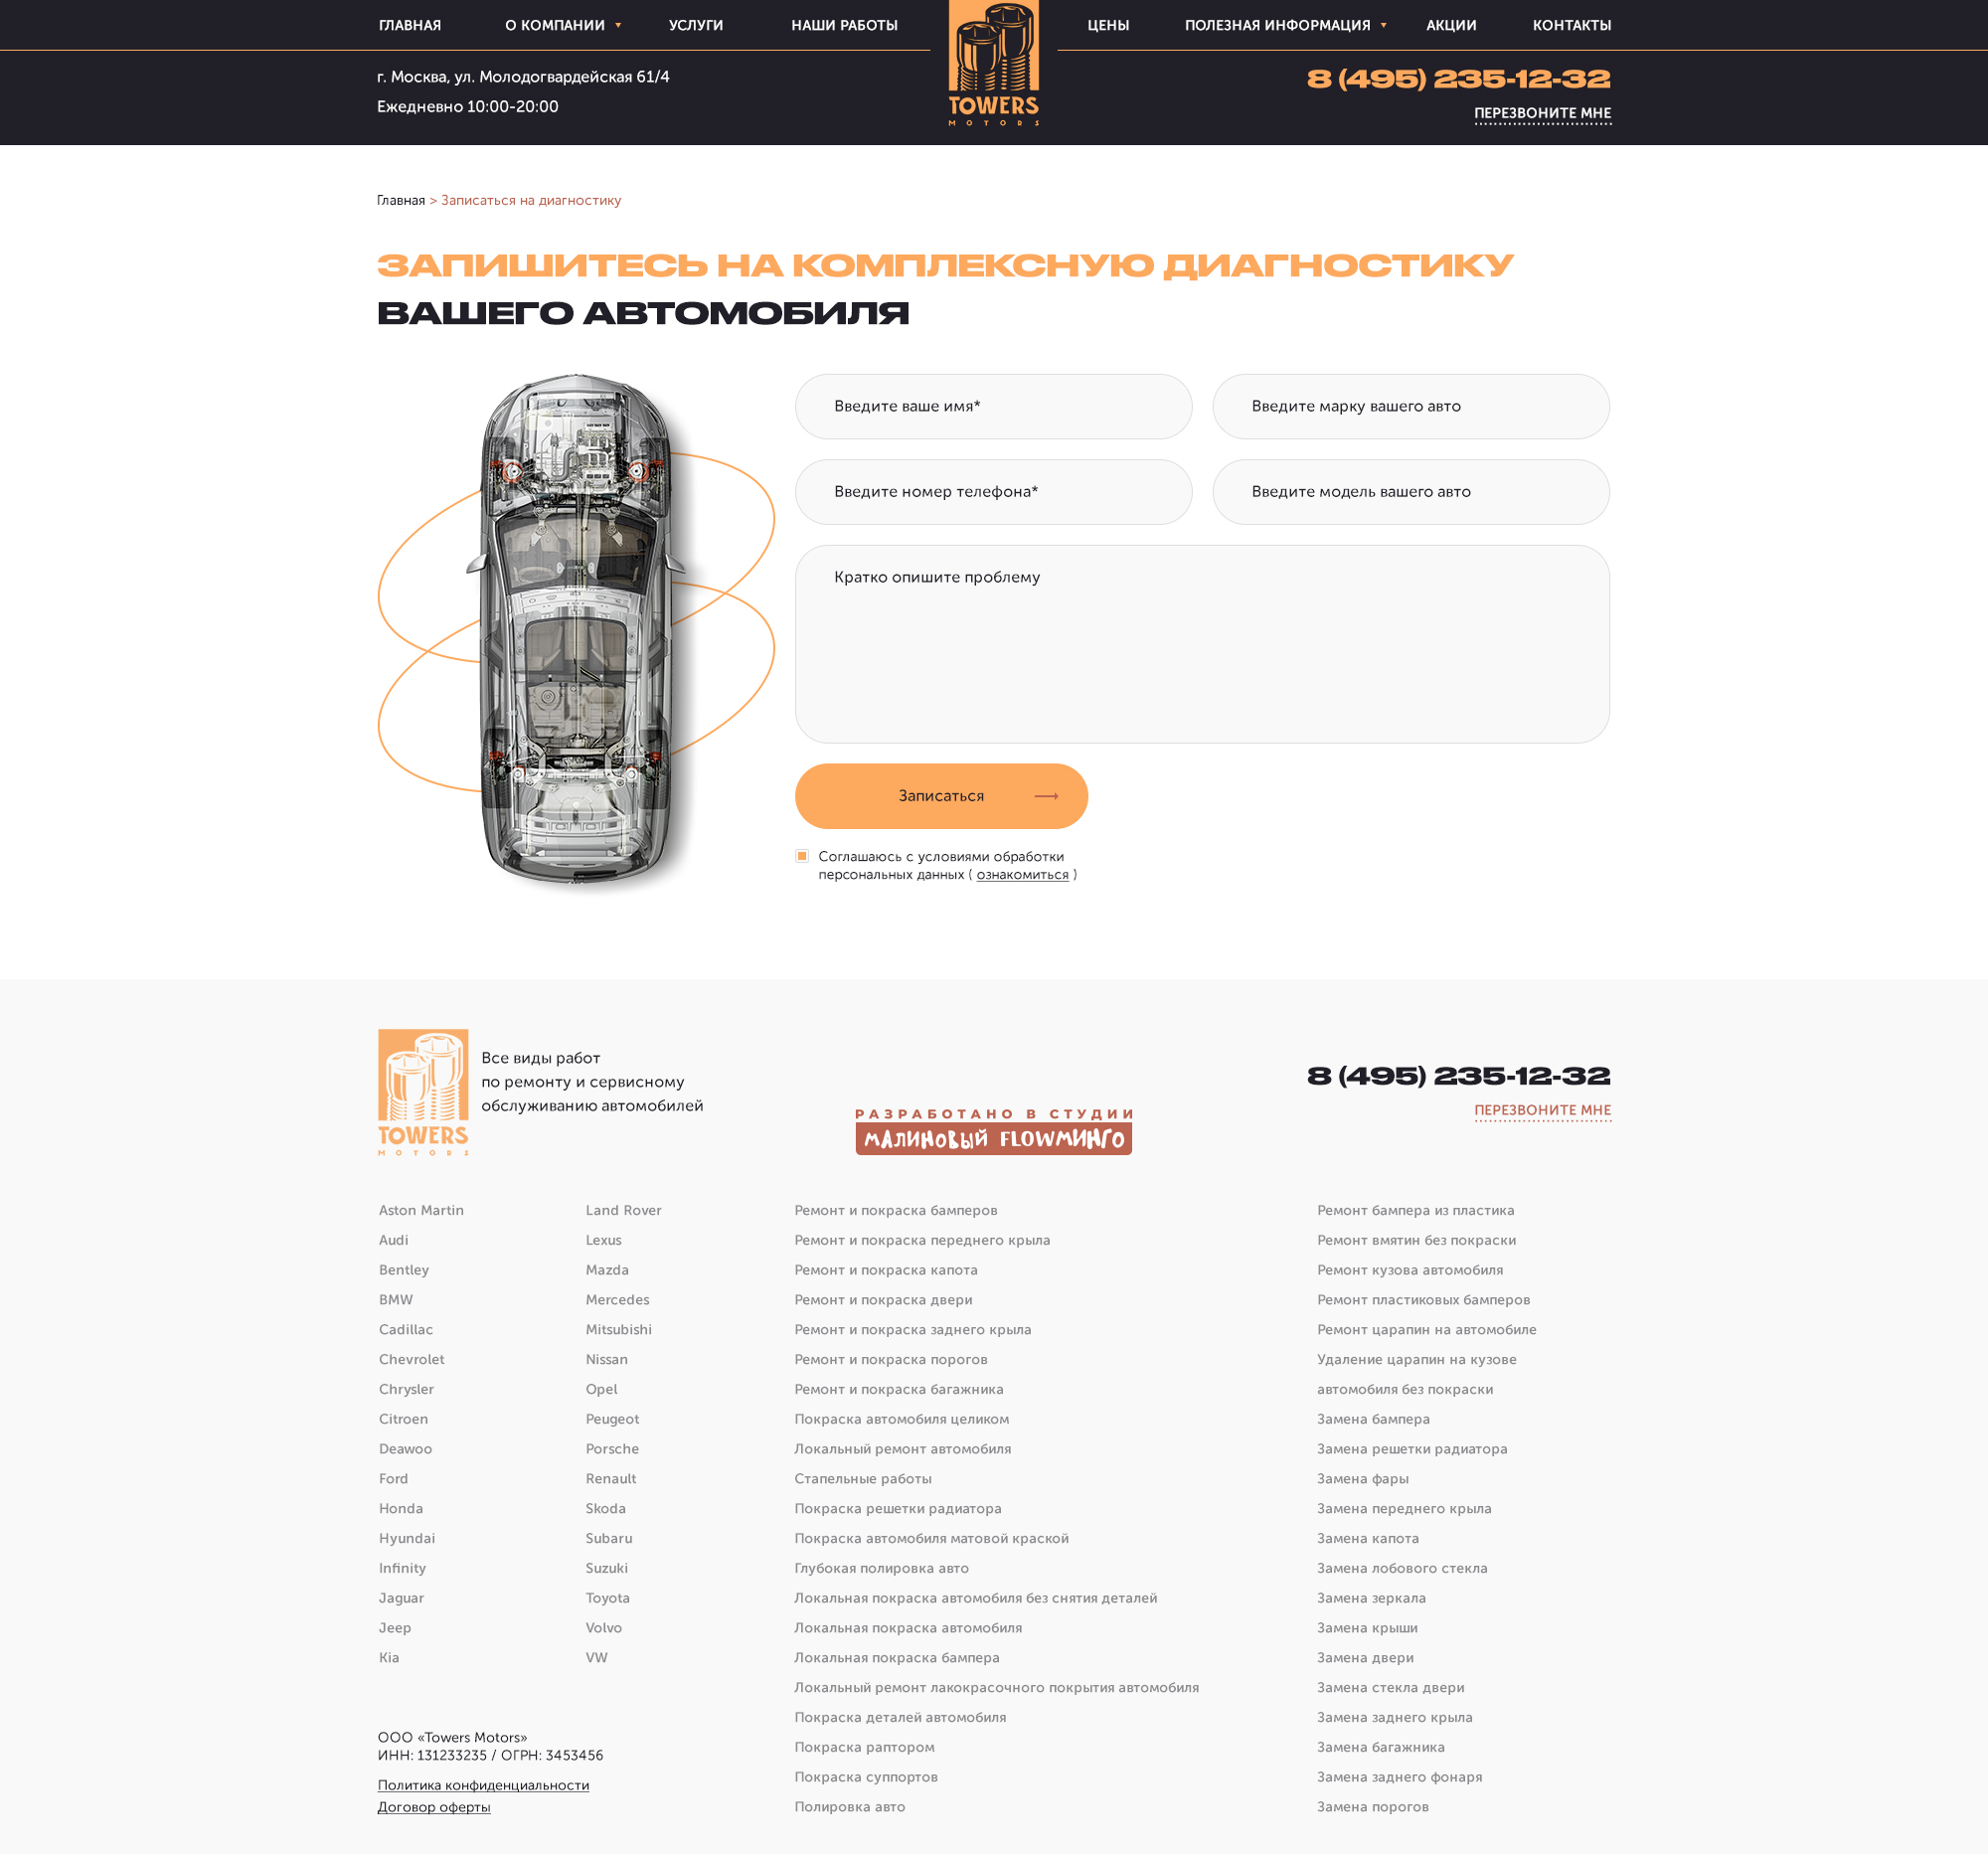 ГЛАВНАЯ
О КОМПАНИИ
УСЛУГИ
НАШИ РАБОТЫ
TOWERS
MOTORS
ЦЕНЫ
ПОЛЕЗНАЯ ИНФОРМАЦИЯ
АКЦИИ
КОНТАКТЫ
г. Москва, ул. Молодогвардейская 61/4
Ежедневно 10:00-20:00
8 (495) 235-12-32
ПЕРЕЗВОНИТЕ МНЕ
Главная > Записаться на диагностику
ЗАПИШИТЕСЬ НА КОМПЛЕКСНУЮ ДИАГНОСТИКУ
ВАШЕГО АВТОМОБИЛЯ
Введите ваше имя*
Введите марку вашего авто
Введите номер телефона*
Введите модель вашего авто
Кратко опишите проблему
Записаться
Соглашаюсь с условиями обработки
персональных данных ( ознакомиться )
TOWERS
MOTORS
Все виды работ
по ремонту и сервисному
обслуживанию автомобилей
РАЗРАБОТАНО В СТУДИИ
МАЛИНОВЫЙ FLOWМИНГО
8 (495) 235-12-32
ПЕРЕЗВОНИТЕ МНЕ
Aston Martin
Audi
Bentley
BMW
Cadillac
Chevrolet
Chrysler
Citroen
Deawoo
Ford
Honda
Hyundai
Infinity
Jaguar
Jeep
Kia
Land Rover
Lexus
Mazda
Mercedes
Mitsubishi
Nissan
Opel
Peugeot
Porsche
Renault
Skoda
Subaru
Suzuki
Toyota
Volvo
VW
Ремонт и покраска бамперов
Ремонт и покраска переднего крыла
Ремонт и покраска капота
Ремонт и покраска двери
Ремонт и покраска заднего крыла
Ремонт и покраска порогов
Ремонт и покраска багажника
Покраска автомобиля целиком
Локальный ремонт автомобиля
Стапельные работы
Покраска решетки радиатора
Покраска автомобиля матовой краской
Глубокая полировка авто
Локальная покраска автомобиля без снятия деталей
Локальная покраска автомобиля
Локальная покраска бампера
Локальный ремонт лакокрасочного покрытия автомобиля
Покраска деталей автомобиля
Покраска раптором
Покраска суппортов
Полировка авто
Ремонт бампера из пластика
Ремонт вмятин без покраски
Ремонт кузова автомобиля
Ремонт пластиковых бамперов
Ремонт царапин на автомобиле
Удаление царапин на кузове
автомобиля без покраски
Замена бампера
Замена решетки радиатора
Замена фары
Замена переднего крыла
Замена капота
Замена лобового стекла
Замена зеркала
Замена крыши
Замена двери
Замена стекла двери
Замена заднего крыла
Замена багажника
Замена заднего фонаря
Замена порогов
ООО «Towers Motors»
ИНН: 131233235 / ОГРН: 3453456
Политика конфиденциальности
Договор оферты